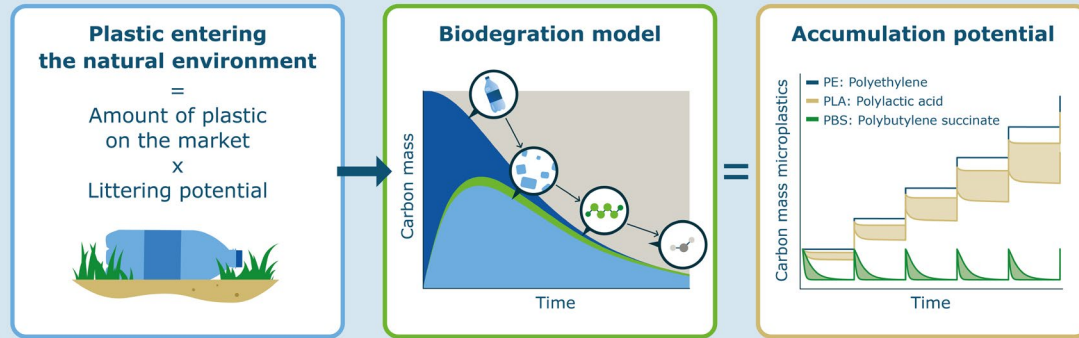 Plastic entering
the natural environment
=
Amount of plastic
on the market
x
Littering potential
Biodegration model
Carbon mass
Time
=
Accumulation potential
Carbon mass microplastics
PE: Polyethylene
PLA: Polylactic acid
PBS: Polybutylene succinate
Time